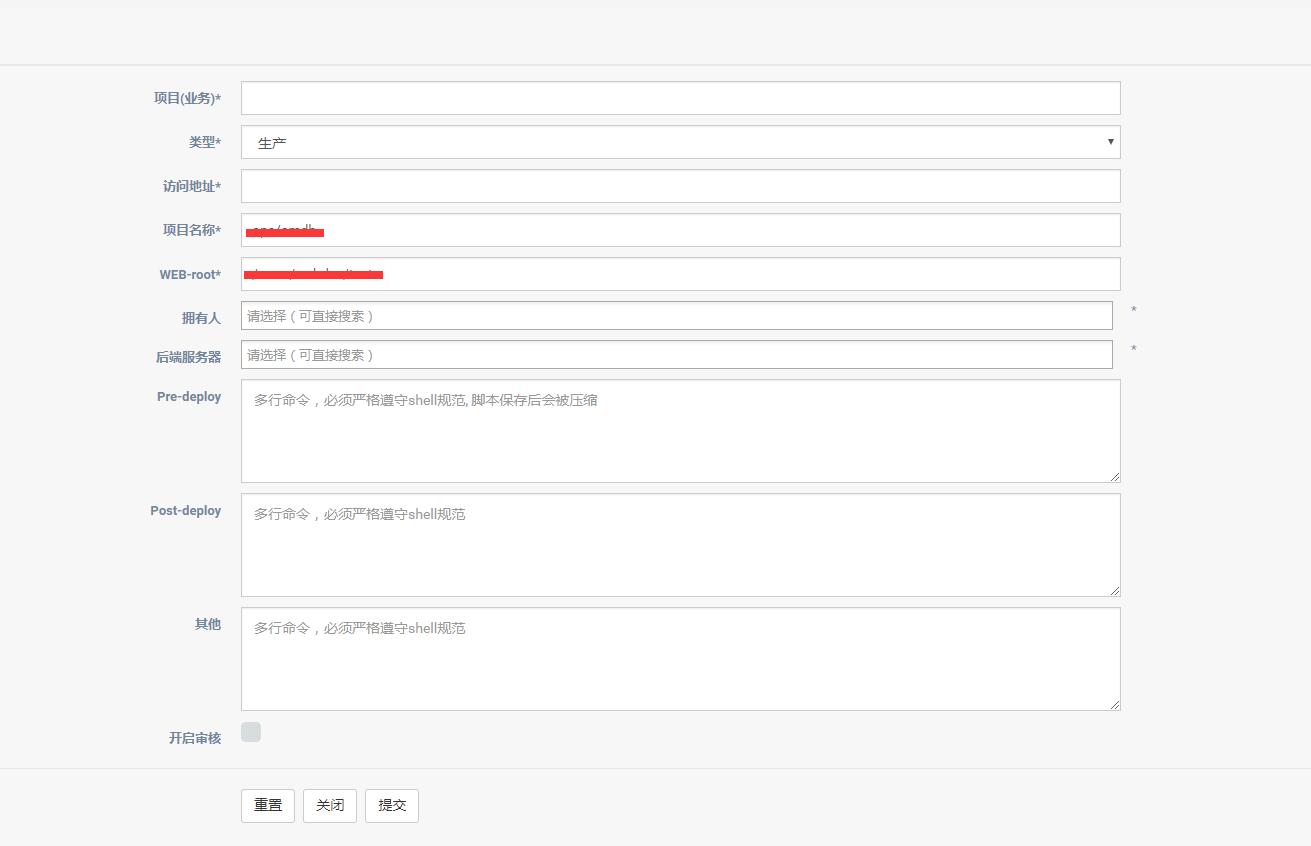 项目(业务)*
类型* 生产
访问地址*
项目名称*
WEB-root*
拥有人 请选择（可直接搜索） *
后端服务器 请选择（可直接搜索） *
Pre-deploy 多行命令，必须严格遵守shell规范, 脚本保存后会被压缩
Post-deploy 多行命令，必须严格遵守shell规范
其他 多行命令，必须严格遵守shell规范
开启审核
重置 关闭 提交